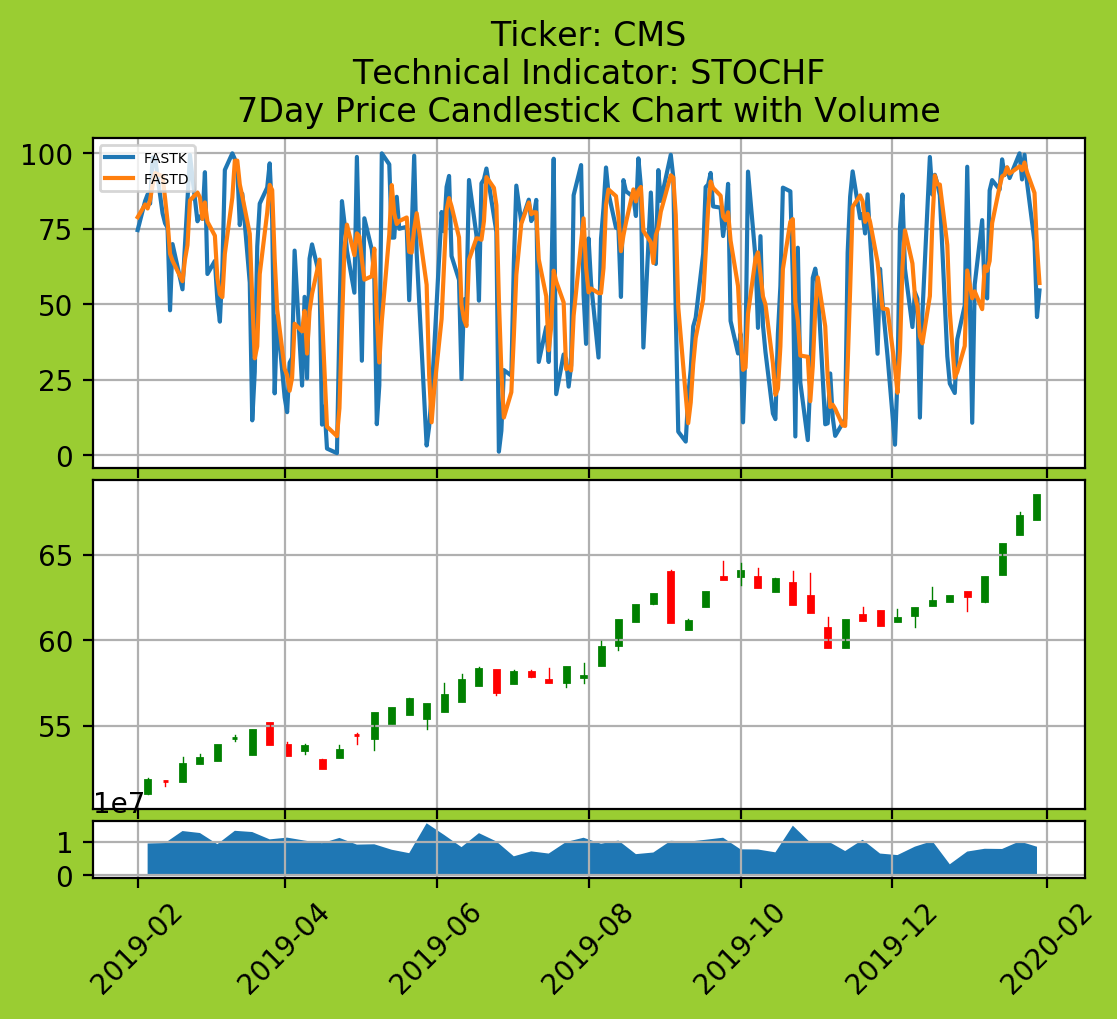 Ticker: CMS
Technical Indicator: STOCHF
7Day Price Candlestick Chart with Volume
100
75
50
25
0
FASTK
FASTD
65
60
55
1e7
1
0
2019-02
2019-04
2019-06
2019-08
2019-10
2019-12
2020-02